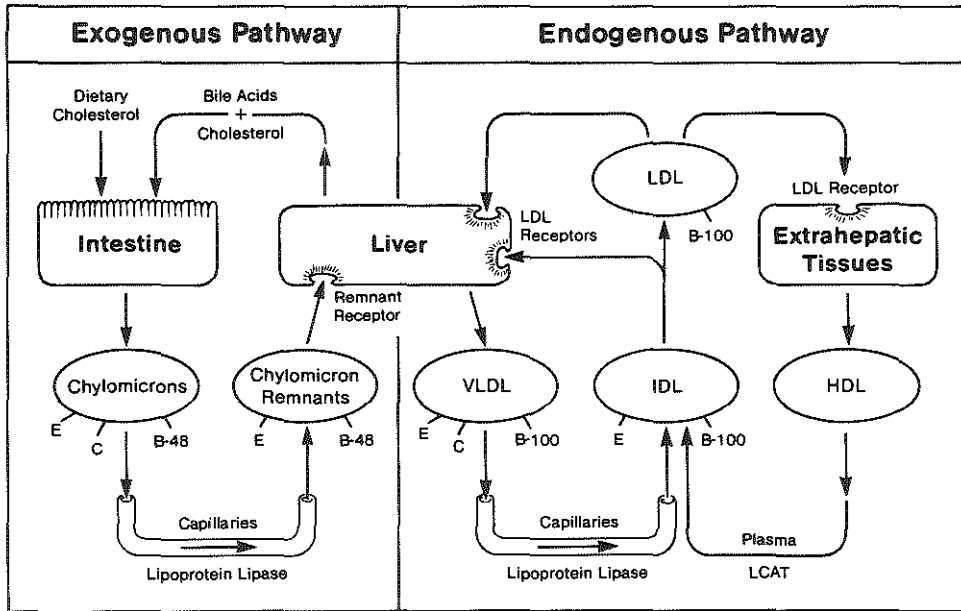 Exogenous Pathway
Endogenous Pathway
Dietary
Cholesterol
Bile Acids
+
Cholesterol
Intestine
Liver
LDL
Receptors
Remnant
Receptor
LDL
B-100
LDL Receptor
Extrahepatic
Tissues
Chylomicrons
E
C
B-48
Chylomicron
Remnants
E
B-48
VLDL
E
C
B-100
IDL
E
B-100
HDL
Capillaries
Lipoprotein Lipase
Capillaries
Lipoprotein Lipase
Plasma
LCAT